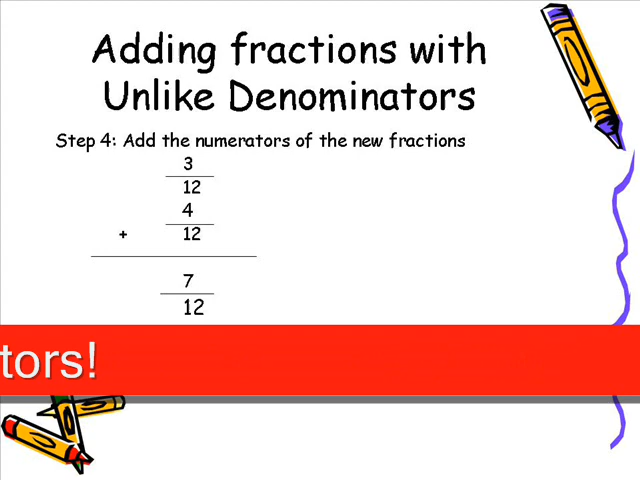 Adding fractions with
Unlike Denominators
Step 4: Add the numerators of the new fractions
3
12
4
+ 12
7
12
tors!